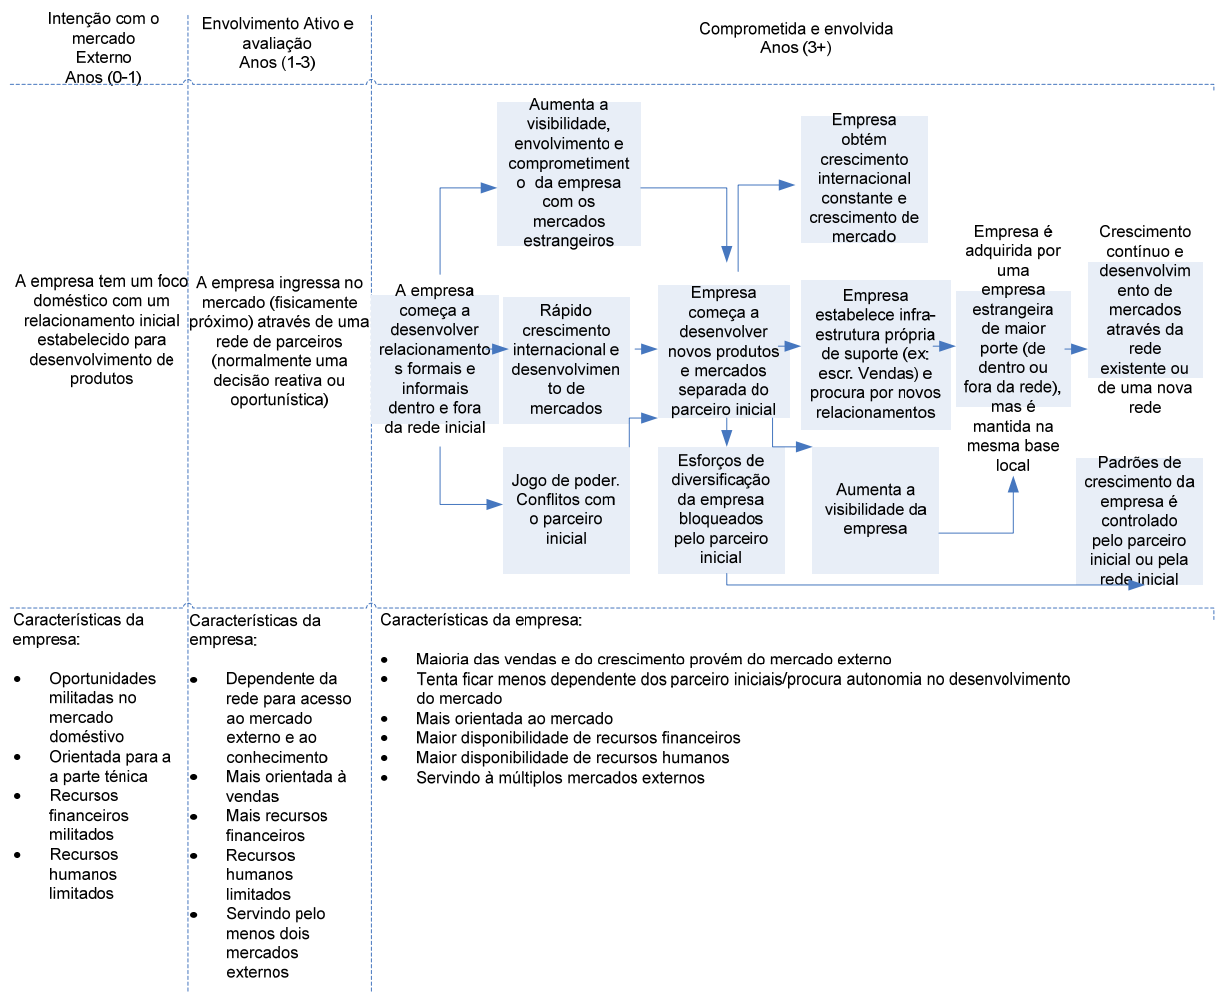 Intenção com o
mercado
Externo
Anos (0-1)
Envolvimento Ativo e
avaliação
Anos (1-3)
Comprometida e envolvida
Anos (3+)
A empresa tem um foco
doméstico com um
relacionamento inicial
estabelecido para
desenvolvimento de
produtos
A empresa ingressa no
mercado (fisicamente
próximo) através de uma
rede de parceiros
(normalmente uma
decisão reativa ou
oportunística)
A empresa
começa a
desenvolver
relacionamento
s formais e
informais
dentro e fora
da rede inicial
Aumenta a
visibilidade,
envolvimento e
comprometiment
o da empresa
com os
mercados
estrangeiros
Rápido
crescimento
internacional e
desenvolvimen
to de
mercados
Jogo de poder.
Conflitos com
o parceiro
inicial
Empresa
começa a
desenvolver
novos produtos
e mercados
separada do
parceiro inicial
Esforços de
diversificação
da empresa
bloqueados
pelo parceiro
inicial
Empresa
obtém
crescimento
internacional
constante e
crescimento de
mercado
Empresa
estabelece infra-
estrutura própria
de suporte (ex:
escr. Vendas) e
procura por novos
relacionamentos
Aumenta a
visibilidade da
empresa
Empresa é
adquirida por
uma
empresa
estrangeira
de maior
porte (de
dentro ou
fora da rede),
mas é
mantida na
mesma base
local
Crescimento
contínuo e
desenvolvim
ento de
mercados
através da
rede
existente ou
de uma nova
rede
Padrões de
crescimento da
empresa é
controlado
pelo parceiro
inicial ou pela
rede inicial
Características da
empresa:
• Oportunidades
militadas no
mercado
doméstivo
• Orientada para a
a parte ténica
• Recursos
financeiros
militados
• Recursos
humanos
limitados
Características da
empresa:
• Dependente da
rede para acesso
ao mercado
externo e ao
conhecimento
• Mais orientada à
vendas
• Mais recursos
financeiros
• Recursos
humanos
limitados
• Servindo pelo
menos dois
mercados
externos
Características da empresa:
• Maioria das vendas e do crescimento provém do mercado externo
• Tenta ficar menos dependente dos parceiro iniciais/procura autonomia no desenvolvimento
do mercado
• Mais orientada ao mercado
• Maior disponibilidade de recursos financeiros
• Maior disponibilidade de recursos humanos
• Servindo à múltiplos mercados externos